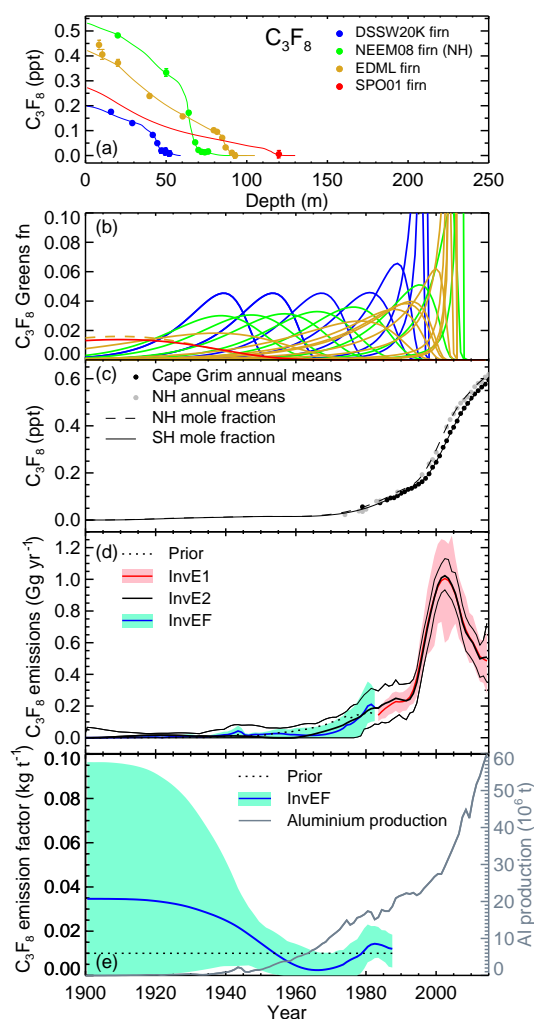 C₃F₈
DSSW20K firn
NEEM08 firn (NH)
EDML firn
SPO01 firn
C₃F₈ (ppt)
0.5
0.4
0.3
0.2
0.1
0.0
(a)
0 50 100 150 200 250
Depth (m)
(b)
C₃F₈ Greens fn
0.10
0.08
0.06
0.04
0.02
0.00
(c)
Cape Grim annual means
NH annual means
NH mole fraction
SH mole fraction
C₃F₈ (ppt)
0.6
0.4
0.2
0.0
(d)
Prior
InvE1
InvE2
InvEF
C₃F₈ emissions (Gg yr⁻¹)
1.2
1.0
0.8
0.6
0.4
0.2
0.0
C₃F₈ emission factor (kg t⁻¹)
0.10
0.08
0.06
0.04
0.02
0.00
Prior
InvEF
Aluminium production
(e)
60
50
40
30
20
10
0
Al production (10⁶ t)
1900 1920 1940 1960 1980 2000
Year